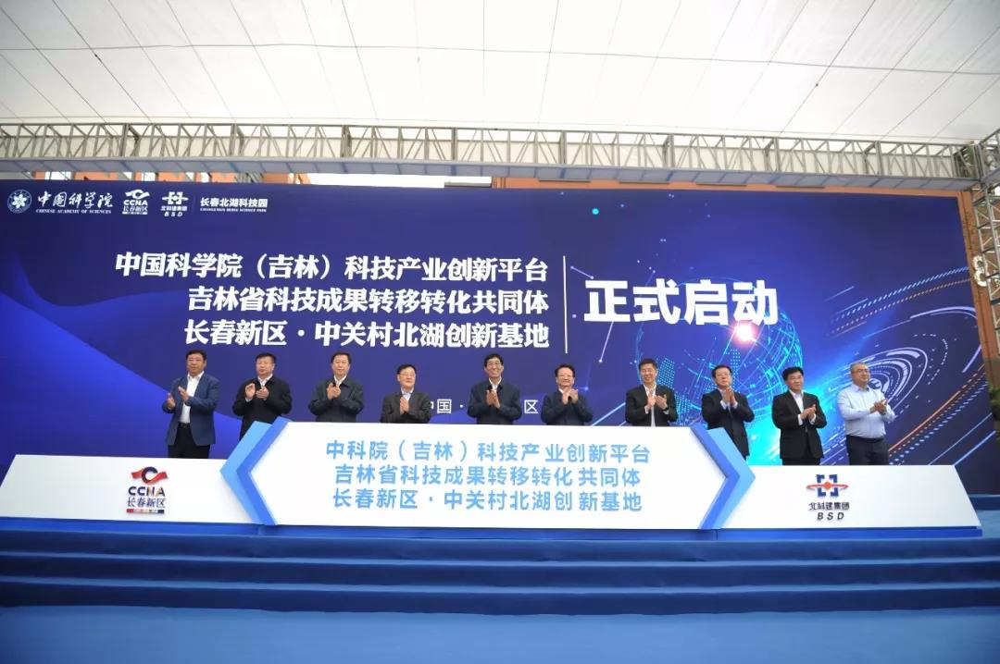 中国科学院
CHINESE ACADEMY OF SCIENCES
CCNA
长春新区
北科建集团
BSD
长春北湖科技园
CHANGCHUN BEIHU SCIENCE PARK
中国科学院（吉林）科技产业创新平台
吉林省科技成果转移转化共同体
长春新区·中关村北湖创新基地
正式启动
中国·
区
中科院（吉林）科技产业创新平台
吉林省科技成果转移转化共同体
长春新区·中关村北湖创新基地
CCNA
长春新区
北科建集团
BSD